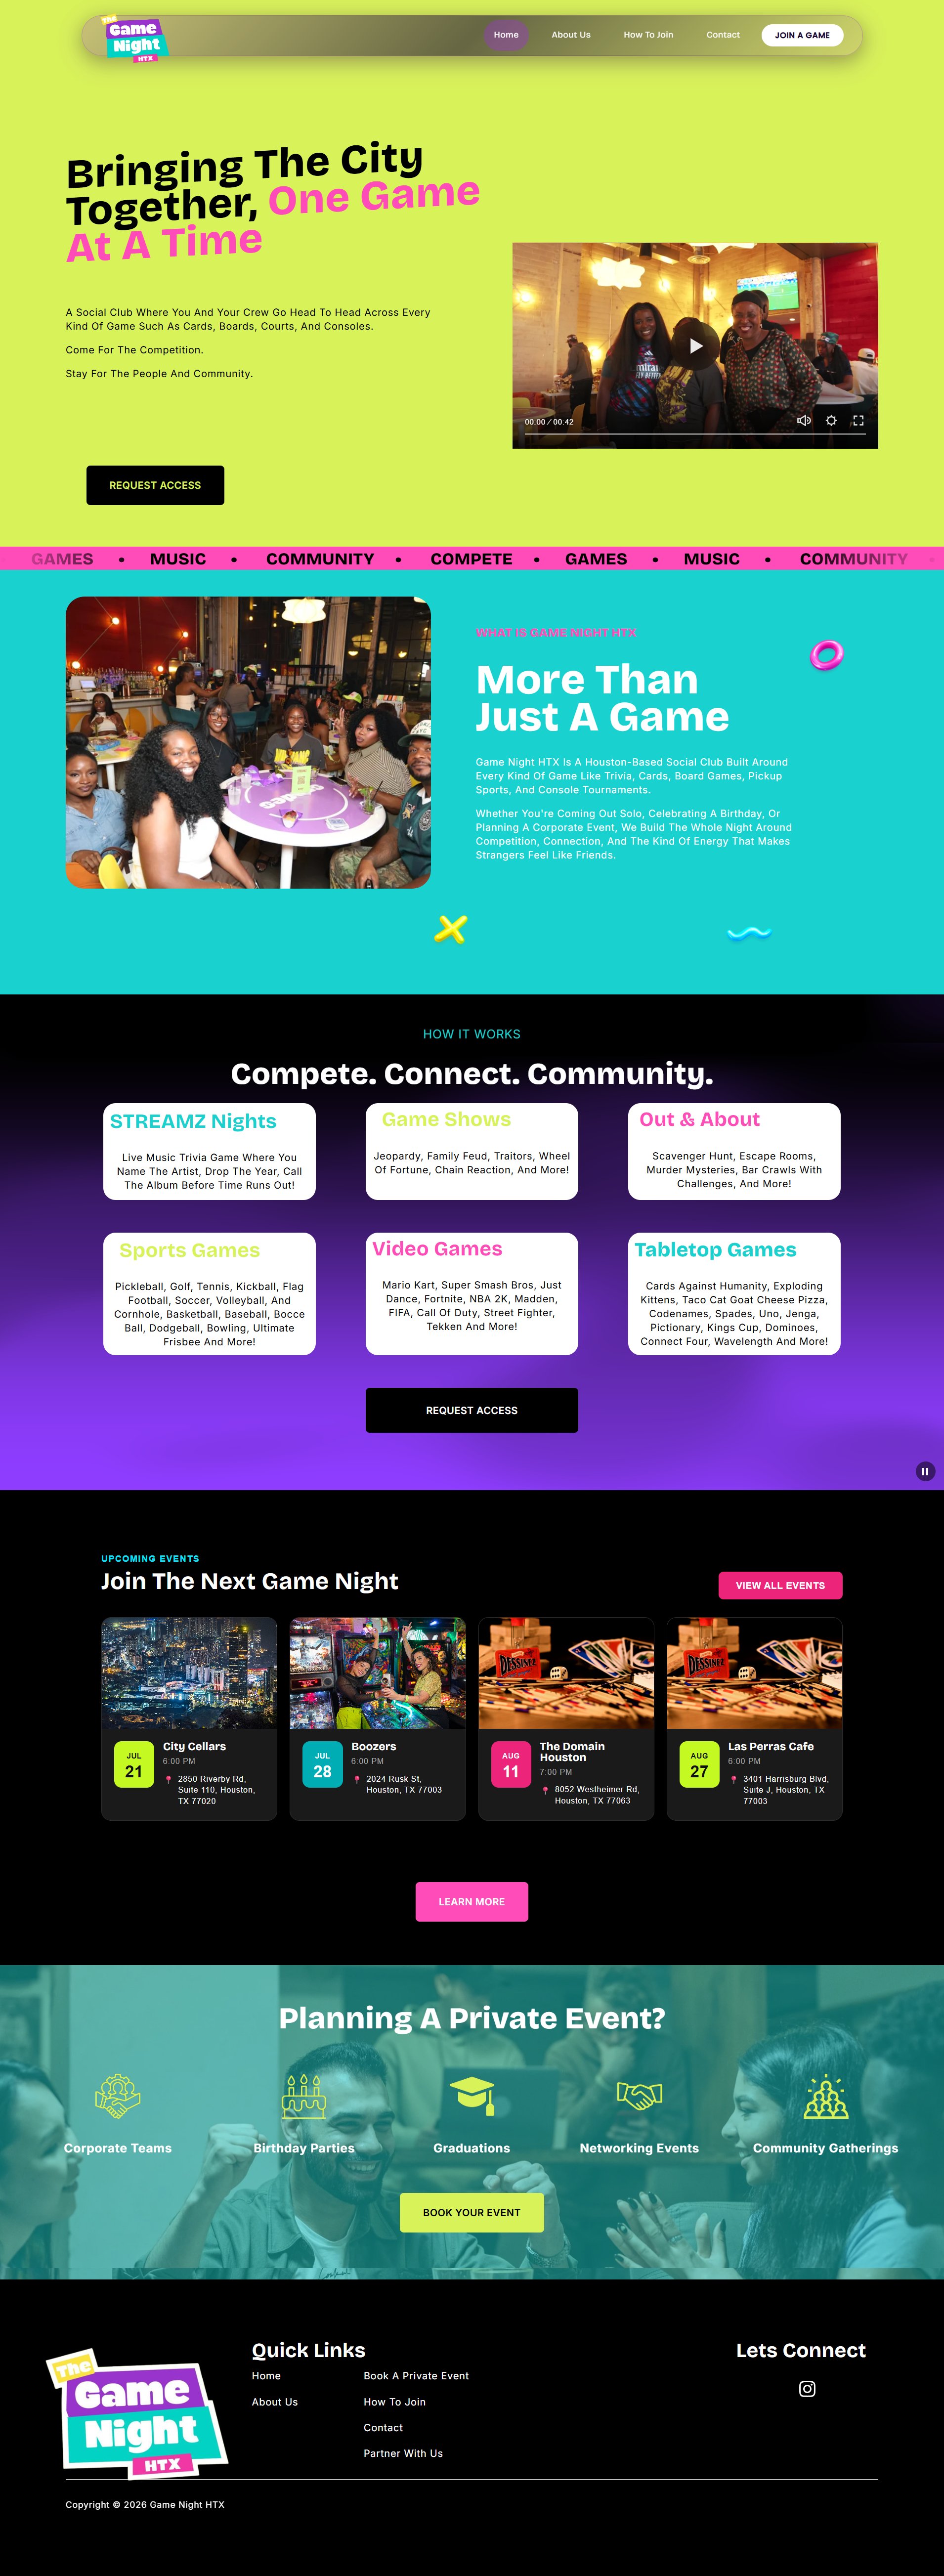 The
Game
Night
HTX
Home
About Us
How To Join
Contact
JOIN A GAME
Bringing The City
Together, One Game
At A Time
A Social Club Where You And Your Crew Go Head To Head Across Every
Kind Of Game Such As Cards, Boards, Courts, And Consoles.
Come For The Competition.
Stay For The People And Community.
00:00 / 00:42
REQUEST ACCESS
GAMES • MUSIC • COMMUNITY • COMPETE • GAMES • MUSIC • COMMUNITY
WHAT IS GAME NIGHT HTX
More Than
Just A Game
Game Night HTX Is A Houston-Based Social Club Built Around
Every Kind Of Game Like Trivia, Cards, Board Games, Pickup
Sports, And Console Tournaments.
Whether You're Coming Out Solo, Celebrating A Birthday, Or
Planning A Corporate Event, We Build The Whole Night Around
Competition, Connection, And The Kind Of Energy That Makes
Strangers Feel Like Friends.
HOW IT WORKS
Compete. Connect. Community.
STREAMZ Nights
Live Music Trivia Game Where You
Name The Artist, Drop The Year, Call
The Album Before Time Runs Out!
Game Shows
Jeopardy, Family Feud, Traitors, Wheel
Of Fortune, Chain Reaction, And More!
Out & About
Scavenger Hunt, Escape Rooms,
Murder Mysteries, Bar Crawls With
Challenges, And More!
Sports Games
Pickleball, Golf, Tennis, Kickball, Flag
Football, Soccer, Volleyball, And
Cornhole, Basketball, Baseball, Bocce
Ball, Dodgeball, Bowling, Ultimate
Frisbee And More!
Video Games
Mario Kart, Super Smash Bros, Just
Dance, Fortnite, NBA 2K, Madden,
FIFA, Call Of Duty, Street Fighter,
Tekken And More!
Tabletop Games
Cards Against Humanity, Exploding
Kittens, Taco Cat Goat Cheese Pizza,
Codenames, Spades, Uno, Jenga,
Pictionary, Kings Cup, Dominoes,
Connect Four, Wavelength And More!
REQUEST ACCESS
UPCOMING EVENTS
Join The Next Game Night
VIEW ALL EVENTS
JUL
21
City Cellars
6:00 PM
2850 Riverby Rd,
Suite 110, Houston,
TX 77020
JUL
28
Boozers
6:00 PM
2024 Rusk St,
Houston, TX 77003
DESSINEZ
AUG
11
The Domain
Houston
7:00 PM
8052 Westheimer Rd,
Houston, TX 77063
DESSINEZ
AUG
27
Las Perras Cafe
6:00 PM
3401 Harrisburg Blvd,
Suite J, Houston, TX
77003
LEARN MORE
Planning A Private Event?
Corporate Teams
Birthday Parties
Graduations
Networking Events
Community Gatherings
BOOK YOUR EVENT
The
Game
Night
HTX
Quick Links
Home
About Us
Book A Private Event
How To Join
Contact
Partner With Us
Lets Connect
Copyright © 2026 Game Night HTX